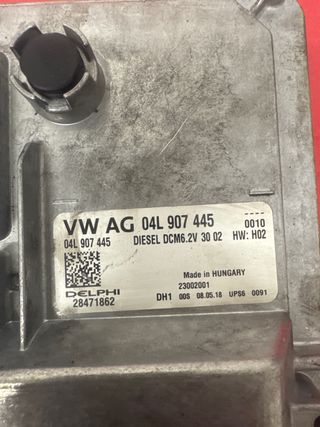 VW AG 04L 907 445 0010
04L 907 445 DIESEL DCM6.2V 30 02 HW: H02
Made in HUNGARY
23002001
DELPHI
28471862
DH1 00S 08.05.18 UPS6 0091